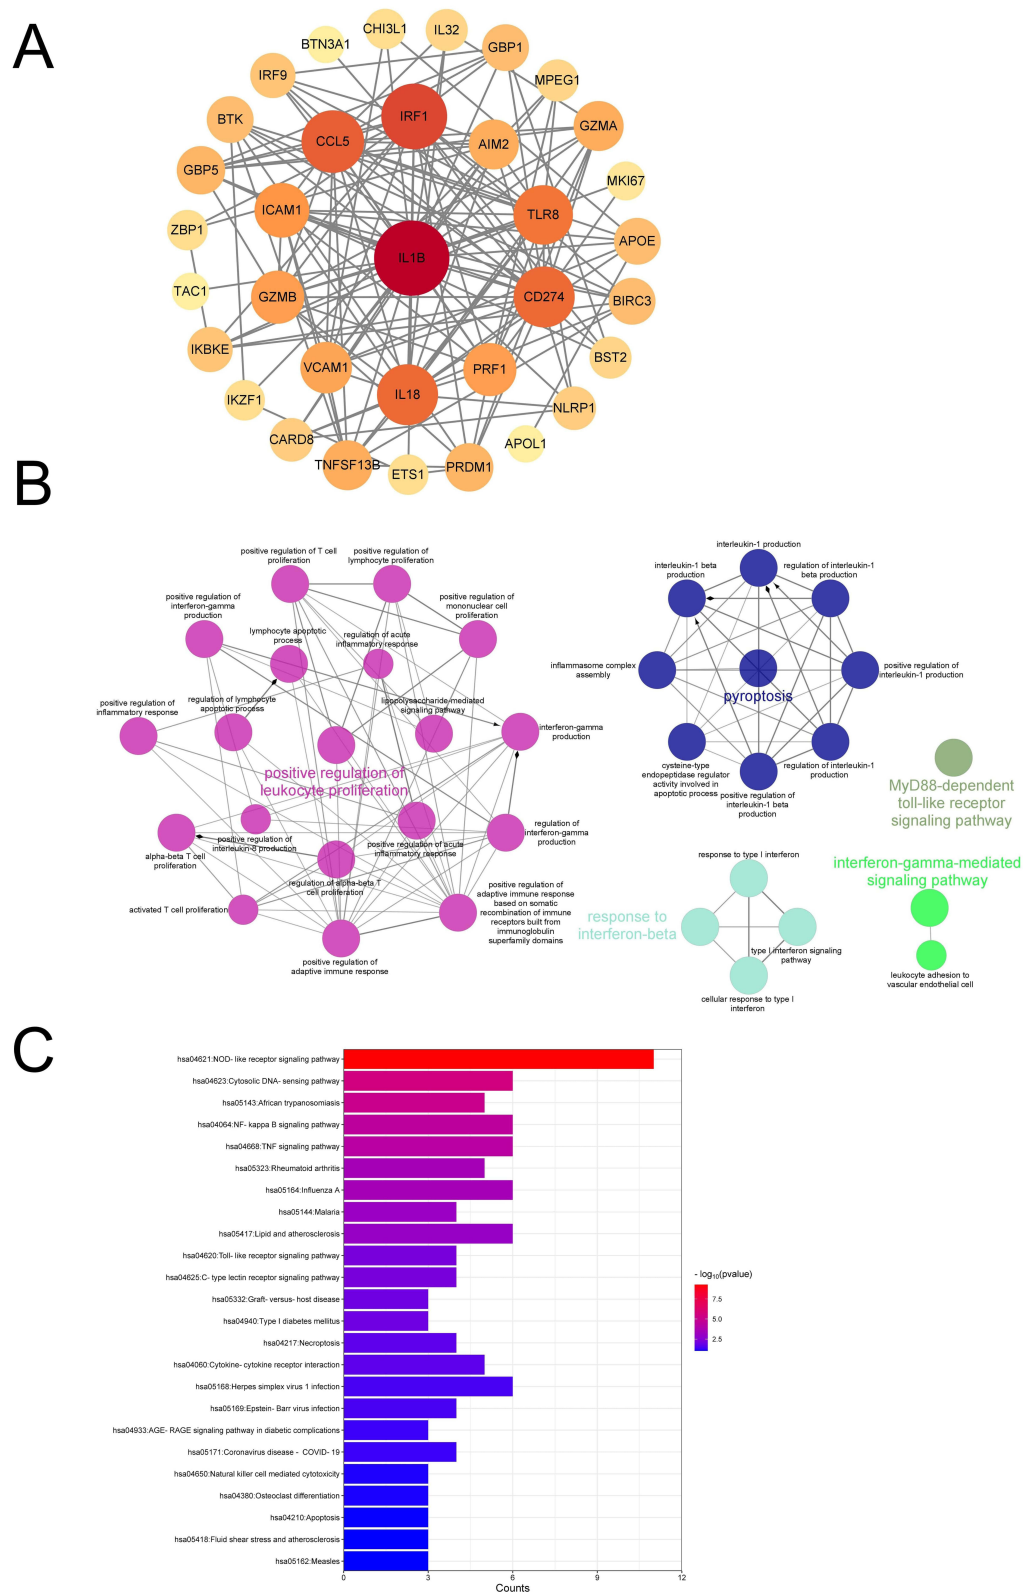 A
CHI3L1
IL32
BTN3A1
GBP1
IRF9
MPEG1
IRF1
BTK
CCL5
GZMA
AIM2
GBP5
MKI67
ICAM1
TLR8
ZBP1
APOE
IL1B
TAC1
GZMB
CD274
BIRC3
IKBKE
BST2
VCAM1
PRF1
IKZF1
IL18
NLRP1
CARD8
APOL1
TNFSF13B
ETS1
PRDM1
B
positive regulation of T cell
proliferation
positive regulation of
lymphocyte proliferation
positive regulation of
interferon-gamma
production
lymphocyte apoptotic
process
regulation of acute
inflammatory response
positive regulation of
mononuclear cell
proliferation
positive regulation of
inflammatory response
regulation of lymphocyte
apoptotic process
lipopolysaccharide-mediated
signaling pathway
interferon-gamma
production
positive regulation of
leukocyte proliferation
alpha-beta T cell
proliferation
positive regulation of
interleukin-8 production
positive regulation of acute
inflammatory response
regulation of
interferon-gamma
production
regulation of alpha-beta T
cell proliferation
activated T cell proliferation
positive regulation of
adaptive immune response
positive regulation of
adaptive immune response
based on somatic
recombination of immune
receptors built from
immunoglobulin
superfamily domains
interleukin-1 production
interleukin-1 beta
production
regulation of interleukin-1
beta production
inflammasome complex
assembly
pyroptosis
positive regulation of
interleukin-1 production
cysteine-type
endopeptidase regulator
activity involved in
apoptotic process
positive regulation of
interleukin-1 beta
production
regulation of interleukin-1
production
MyD88-dependent
toll-like receptor
signaling pathway
response to type I interferon
response to
interferon-beta
type I interferon signaling
pathway
cellular response to type I
interferon
interferon-gamma-mediated
signaling pathway
leukocyte adhesion to
vascular endothelial cell
C
hsa04621:NOD- like receptor signaling pathway
hsa04623:Cytosolic DNA- sensing pathway
hsa05143:African trypanosomiasis
hsa04064:NF- kappa B signaling pathway
hsa04668:TNF signaling pathway
hsa05323:Rheumatoid arthritis
hsa05164:Influenza A
hsa05144:Malaria
hsa05417:Lipid and atherosclerosis
hsa04620:Toll- like receptor signaling pathway
hsa04625:C- type lectin receptor signaling pathway
hsa05332:Graft- versus- host disease
hsa04940:Type I diabetes mellitus
hsa04217:Necroptosis
hsa04060:Cytokine- cytokine receptor interaction
hsa05168:Herpes simplex virus 1 infection
hsa05169:Epstein- Barr virus infection
hsa04933:AGE- RAGE signaling pathway in diabetic complications
hsa05171:Coronavirus disease - COVID- 19
hsa04650:Natural killer cell mediated cytotoxicity
hsa04380:Osteoclast differentiation
hsa04210:Apoptosis
hsa05418:Fluid shear stress and atherosclerosis
hsa05162:Measles
0 3 6 9 12
Counts
- log10(pvalue)
7.5
5.0
2.5